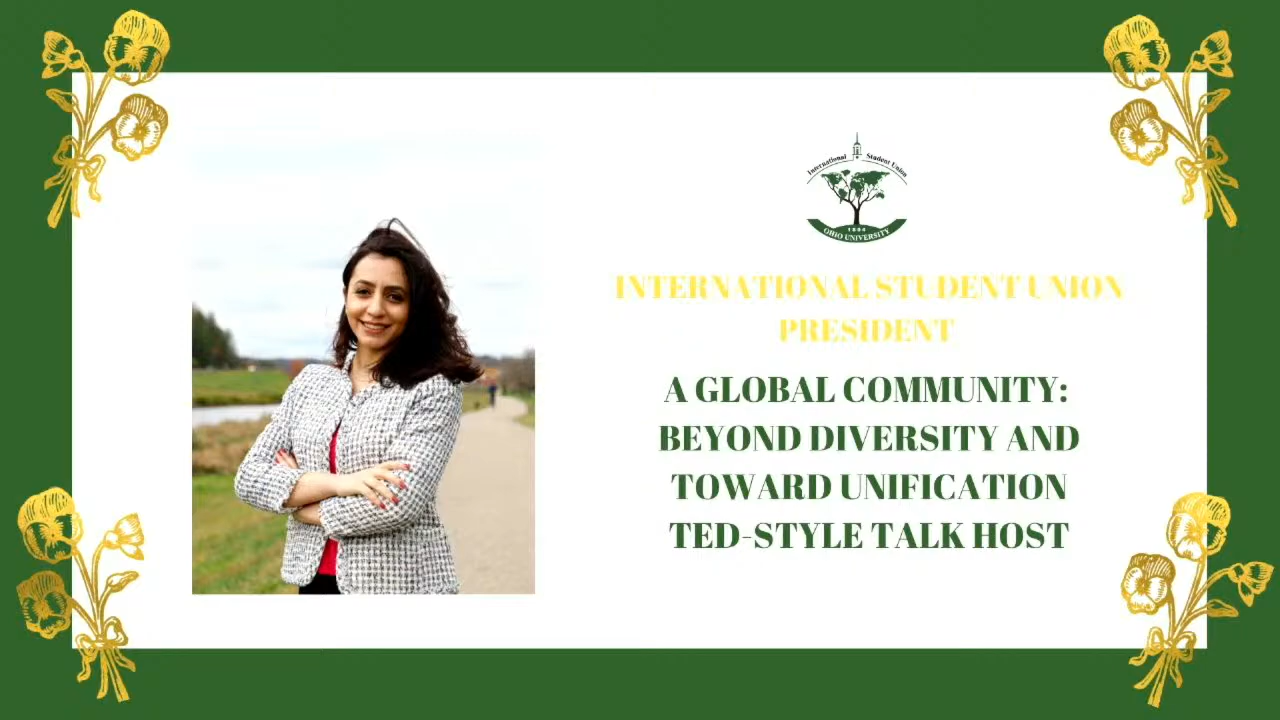 International Student Union
1804
OHIO UNIVERSITY
INTERNATIONAL STUDENT UNION
PRESIDENT
A GLOBAL COMMUNITY:
BEYOND DIVERSITY AND
TOWARD UNIFICATION
TED-STYLE TALK HOST